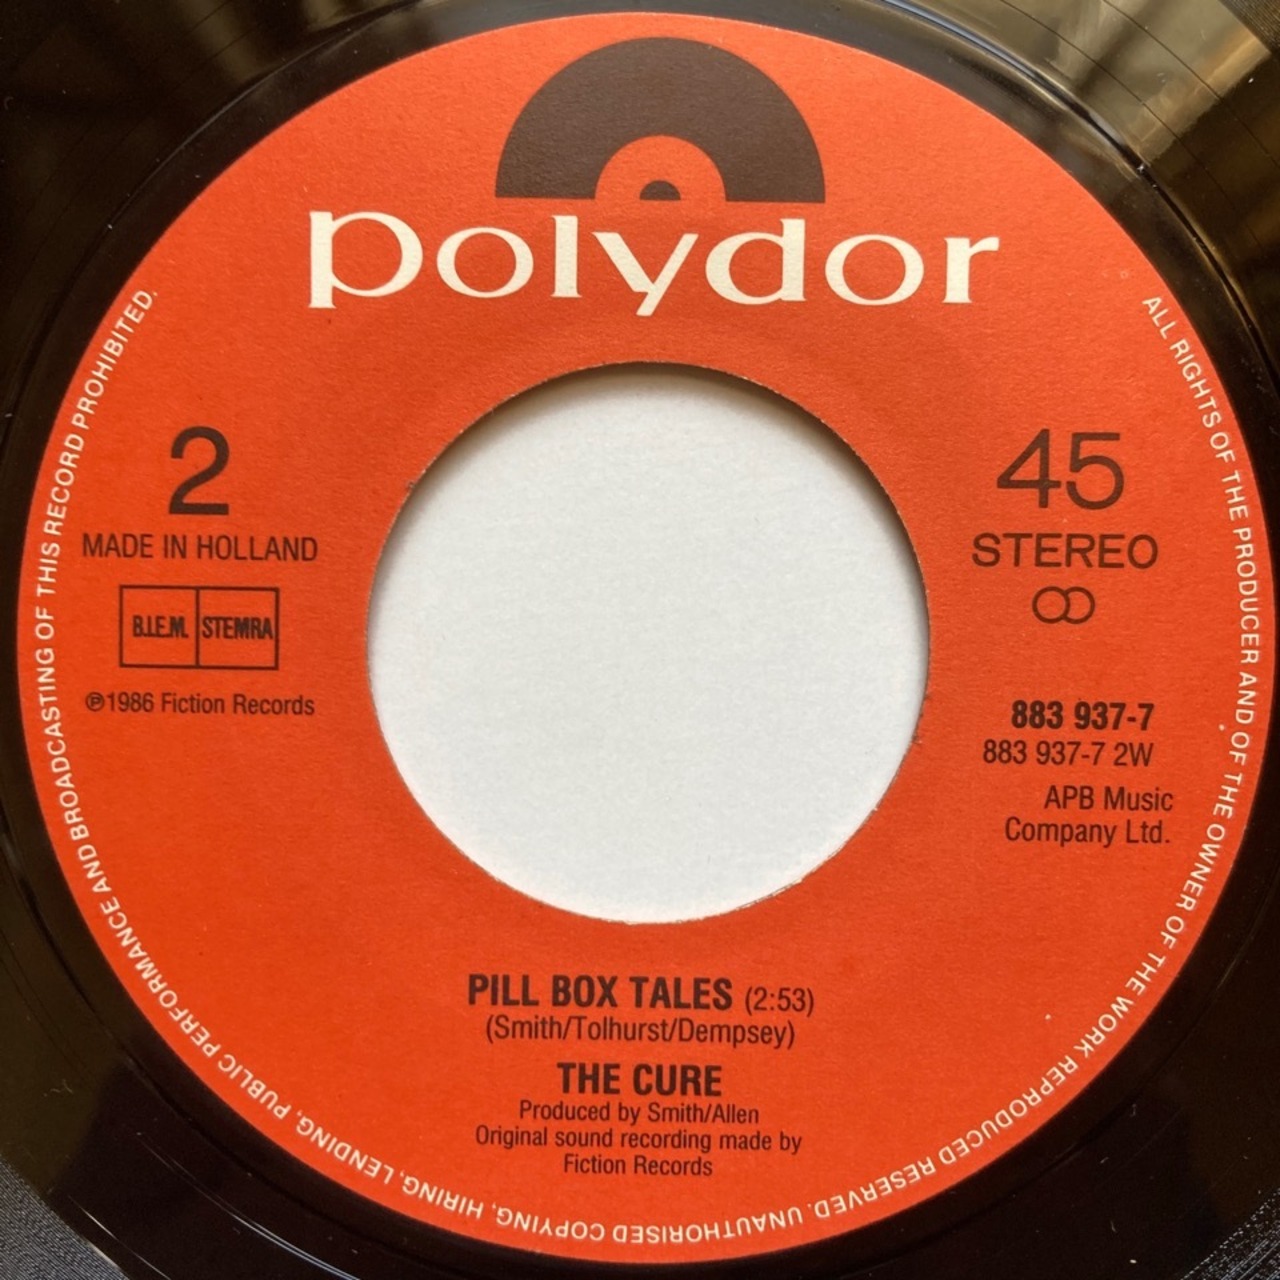 polydor
2
MADE IN HOLLAND
B.I.E.M. STEMRA
℗1986 Fiction Records
45
STEREO
883 937-7
883 937-7 2W
APB Music
Company Ltd.
PILL BOX TALES (2:53)
(Smith/Tolhurst/Dempsey)
THE CURE
Produced by Smith/Allen
Original sound recording made by
Fiction Records
ALL RIGHTS OF THE PRODUCER AND OF THE OWNER OF THE WORK REPRODUCED RESERVED. UNAUTHORISED COPYING, HIRING, LENDING, PUBLIC PERFORMANCE AND BROADCASTING OF THIS RECORD PROHIBITED.